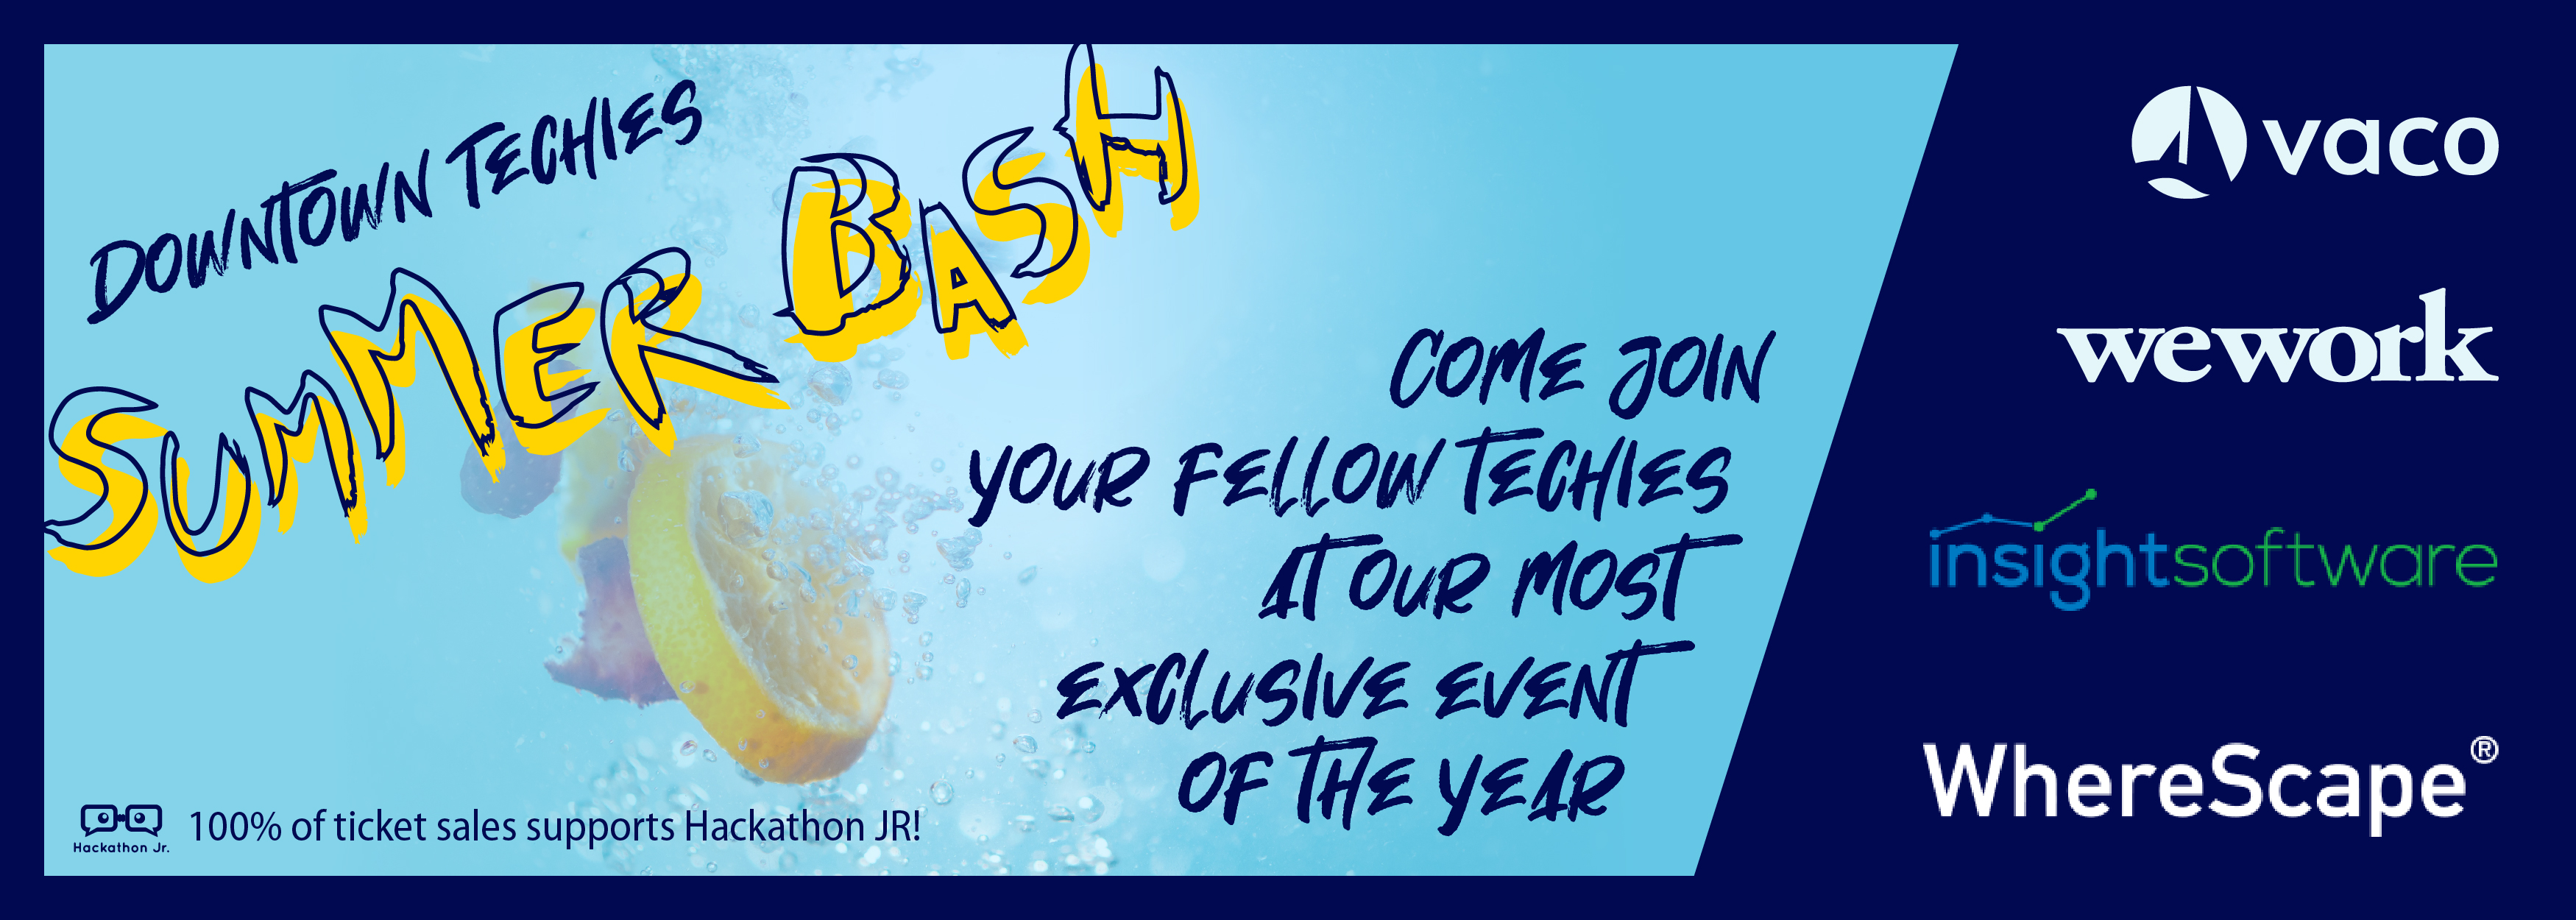 DOWNTOWN TECHIES
SUMMER BASH
COME JOIN
YOUR FELLOW TECHIES
AT OUR MOST
EXCLUSIVE EVENT
OF THE YEAR
Hackathon Jr.
100% of ticket sales supports Hackathon JR!
vaco
wework
insightsoftware
WhereScape®